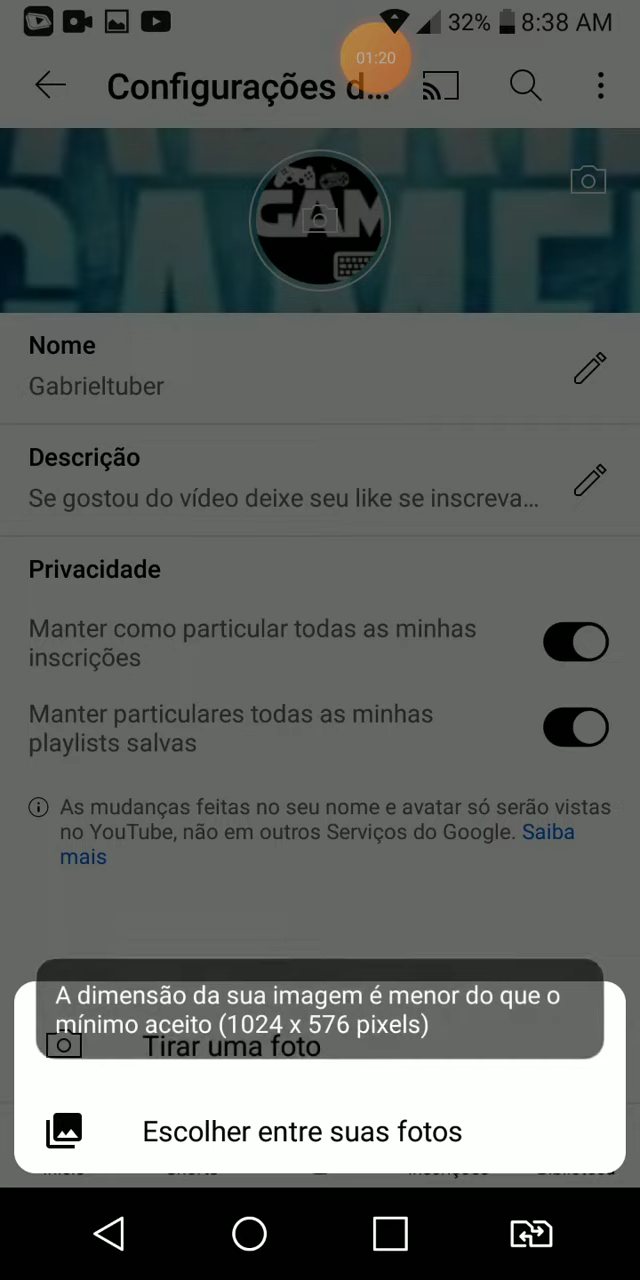 32% 8:38 AM
01:20
Configurações d...
GAM
GAME
Nome
Gabrieltuber
Descrição
Se gostou do vídeo deixe seu like se inscreva...
Privacidade
Manter como particular todas as minhas
inscrições
Manter particulares todas as minhas
playlists salvas
As mudanças feitas no seu nome e avatar só serão vistas
no YouTube, não em outros Serviços do Google. Saiba
mais
A dimensão da sua imagem é menor do que o
mínimo aceito (1024 x 576 pixels)
Tirar uma foto
Escolher entre suas fotos